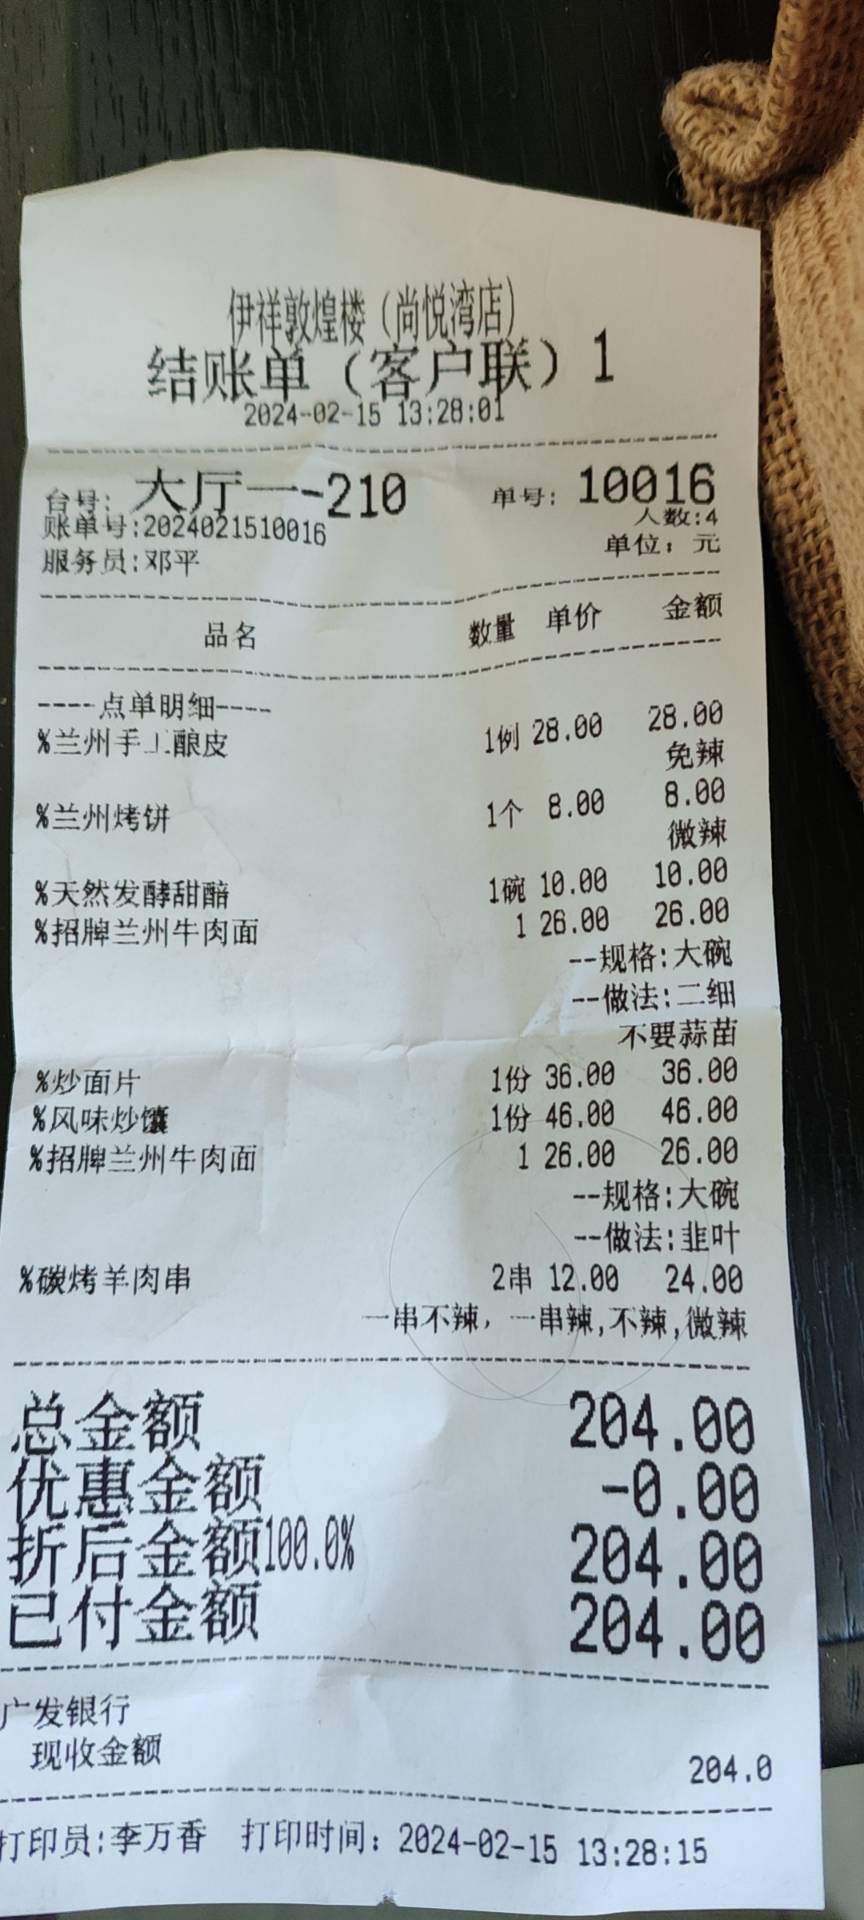 伊祥敦煌楼（尚悦湾店）
结账单（客户联）1
2024-02-15 13:28:01
台号: 大厅一-210 单号: 10016
账单号:2024021510016 人数:4
服务员:邓平 单位: 元
品名 数量 单价 金额
----点单明细----
%兰州手工酿皮 1例 28.00 28.00
免辣
%兰州烤饼 1个 8.00 8.00
微辣
%天然发酵甜醅 1碗 10.00 10.00
%招牌兰州牛肉面 1 26.00 26.00
--规格:大碗
--做法:二细
不要蒜苗
%炒面片 1份 36.00 36.00
%风味炒馕 1份 46.00 46.00
%招牌兰州牛肉面 1 26.00 26.00
--规格:大碗
--做法:韭叶
%碳烤羊肉串 2串 12.00 24.00
一串不辣, 一串辣,不辣,微辣
总金额 204.00
优惠金额 -0.00
折后金额100.0% 204.00
已付金额 204.00
广发银行
现收金额 204.0
打印员:李万香 打印时间: 2024-02-15 13:28:15